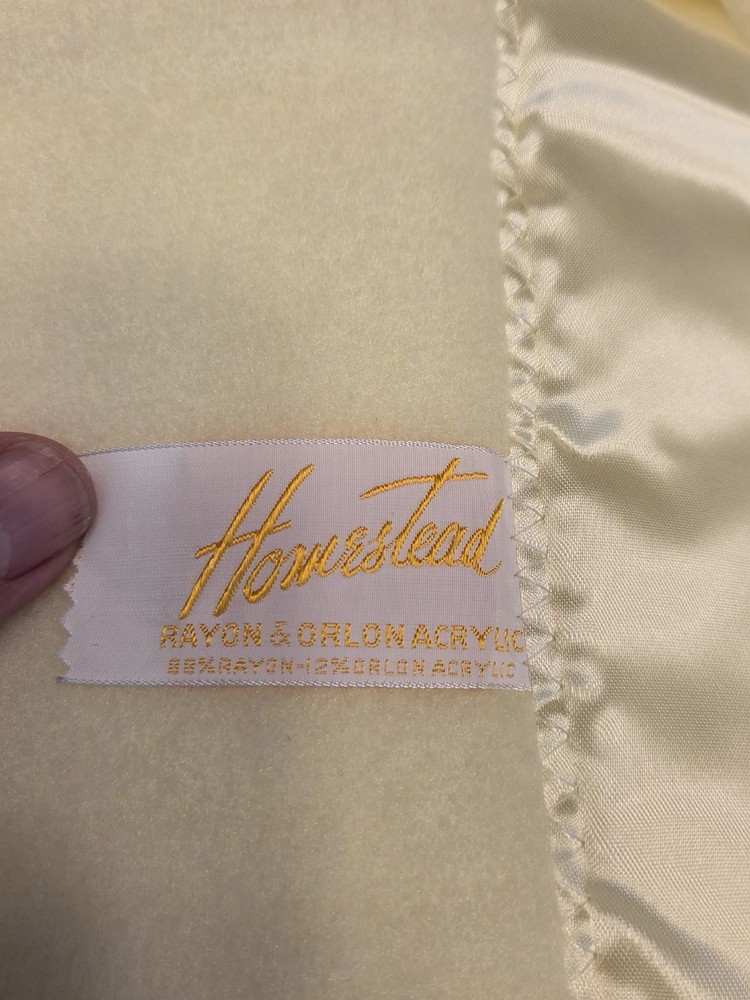 Homestead
RAYON & ORLON ACRYLIC
88% RAYON-12% ORLON ACRYLIC